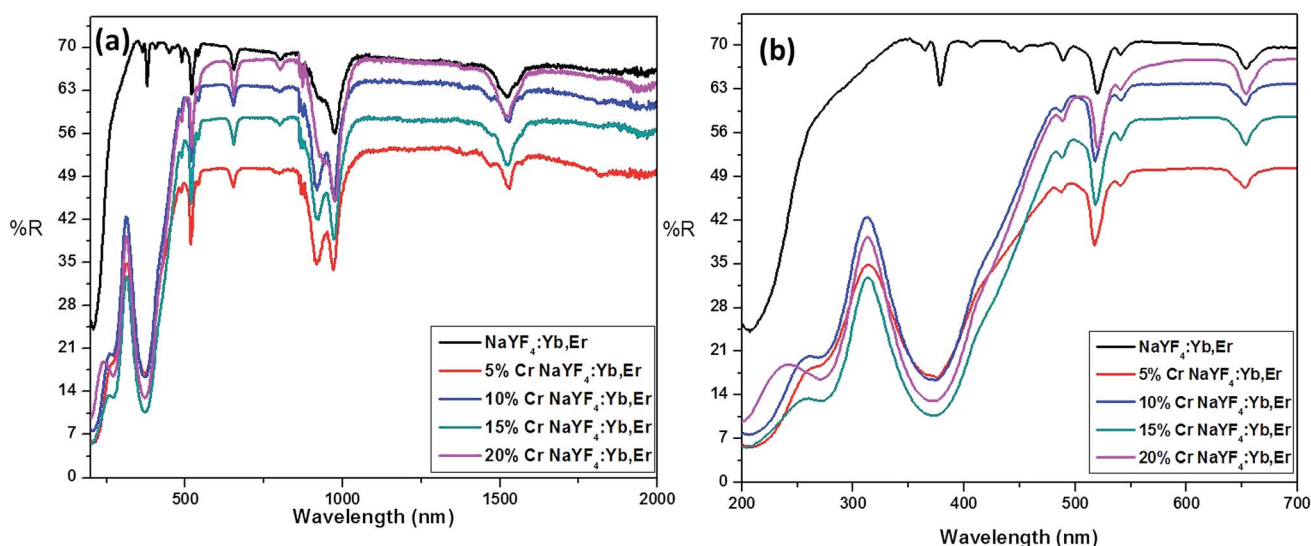 (a)
70
63
56
49
42
35
28
21
14
7
0
%R
500
1000
1500
2000
Wavelength (nm)
NaYF4:Yb,Er
5% Cr NaYF4:Yb,Er
10% Cr NaYF4:Yb,Er
15% Cr NaYF4:Yb,Er
20% Cr NaYF4:Yb,Er
(b)
70
63
56
49
42
35
28
21
14
7
0
%R
200
300
400
500
600
700
Wavelength (nm)
NaYF4:Yb,Er
5% Cr NaYF4:Yb,Er
10% Cr NaYF4:Yb,Er
15% Cr NaYF4:Yb,Er
20% Cr NaYF4:Yb,Er